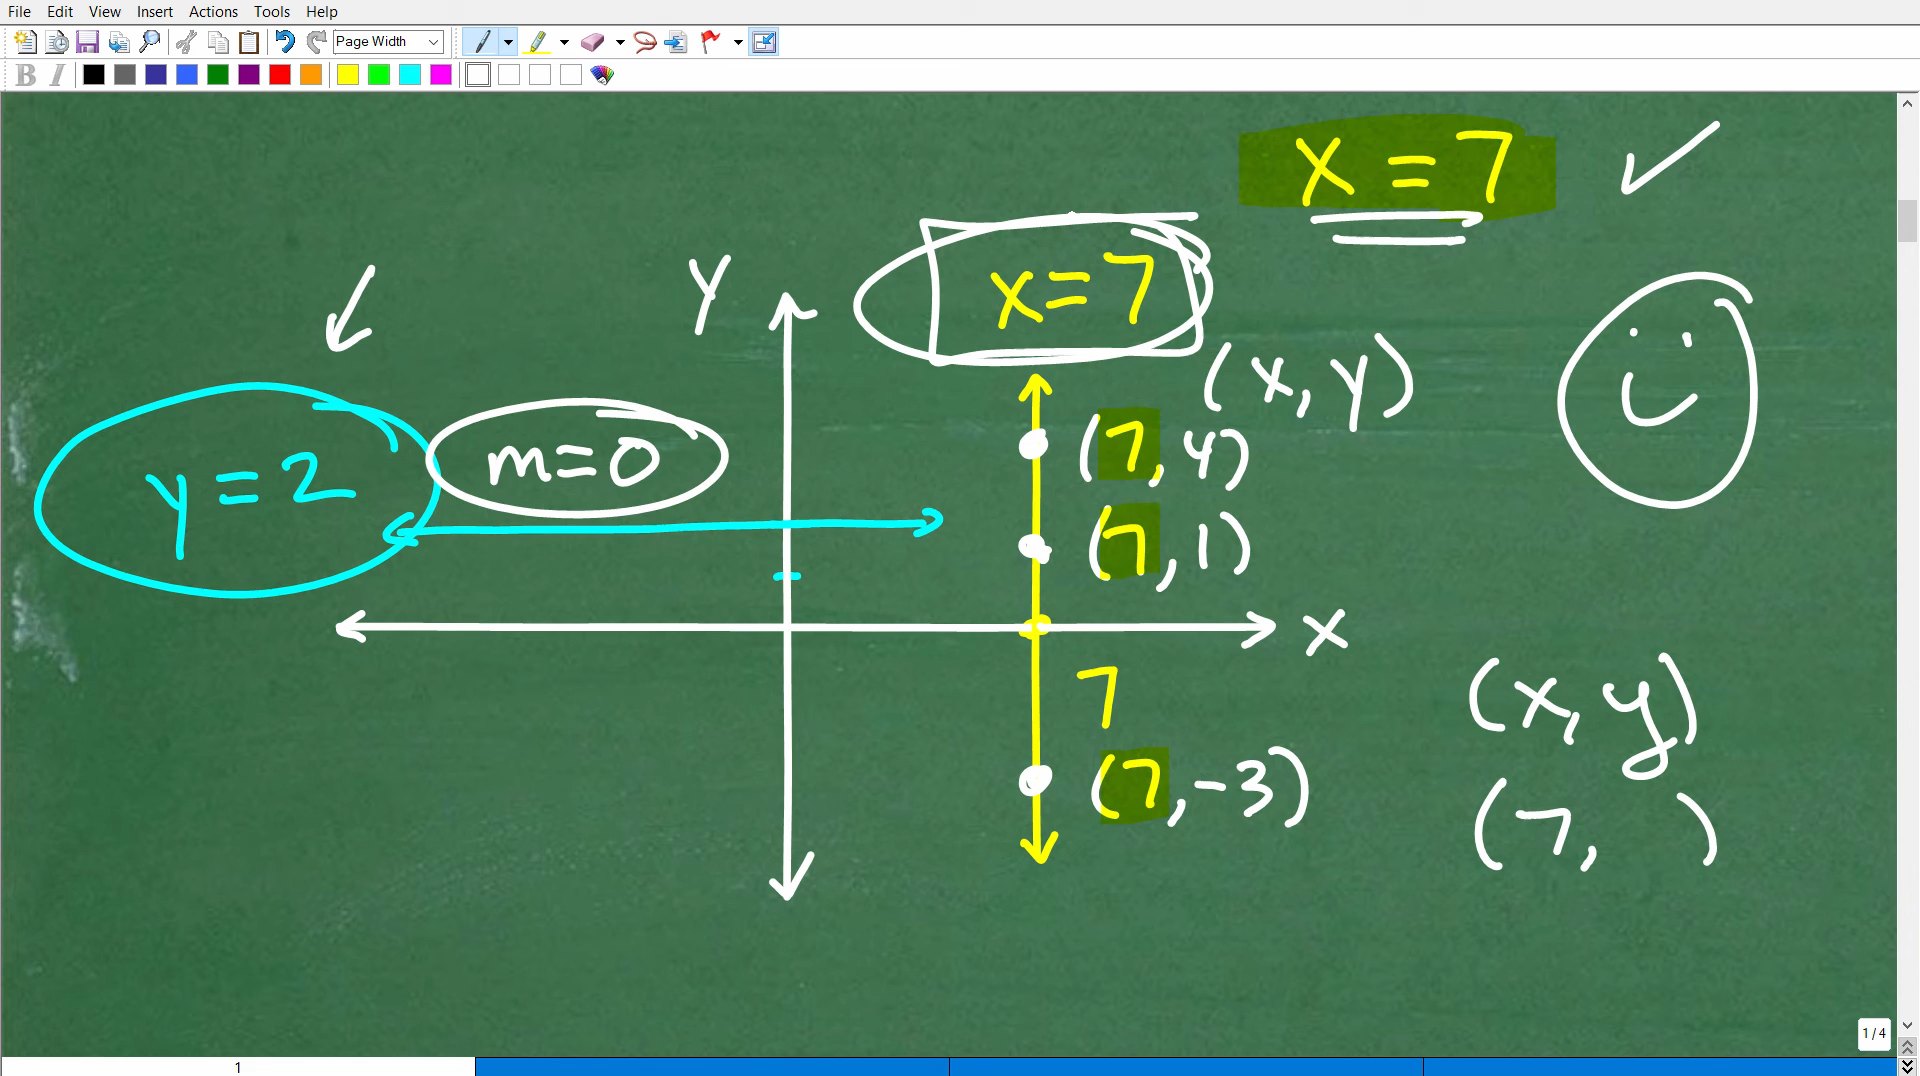 File Edit View Insert Actions Tools Help
Page Width
B I
x = 7
x = 7
Y
(x, y)
(7, 4)
y = 2
m = 0
(7, 1)
x
7
(x, y)
(7, -3)
(7, )
1 / 4
1